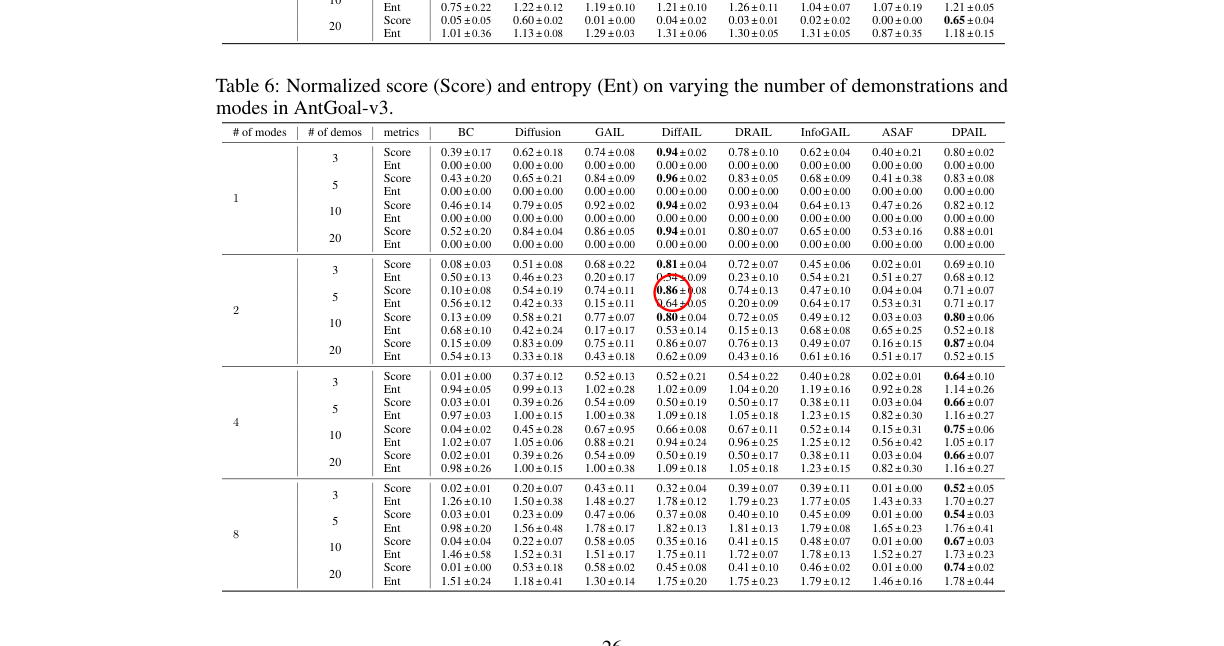 Ent 0.75 ± 0.22 1.22 ± 0.12 1.19 ± 0.10 1.21 ± 0.10 1.26 ± 0.11 1.04 ± 0.07 1.07 ± 0.19 1.21 ± 0.05
20 Score 0.05 ± 0.05 0.60 ± 0.02 0.01 ± 0.00 0.04 ± 0.02 0.03 ± 0.01 0.02 ± 0.02 0.00 ± 0.00 0.65 ± 0.04
Ent 1.01 ± 0.36 1.13 ± 0.08 1.29 ± 0.03 1.31 ± 0.06 1.30 ± 0.05 1.31 ± 0.05 0.87 ± 0.35 1.18 ± 0.15
Table 6: Normalized score (Score) and entropy (Ent) on varying the number of demonstrations and
modes in AntGoal-v3.
# of modes # of demos metrics BC Diffusion GAIL DiffAIL DRAIL InfoGAIL ASAF DPAIL
1 3 Score 0.39 ± 0.17 0.62 ± 0.18 0.74 ± 0.08 0.94 ± 0.02 0.78 ± 0.10 0.62 ± 0.04 0.40 ± 0.21 0.80 ± 0.02
Ent 0.00 ± 0.00 0.00 ± 0.00 0.00 ± 0.00 0.00 ± 0.00 0.00 ± 0.00 0.00 ± 0.00 0.00 ± 0.00 0.00 ± 0.00
5 Score 0.43 ± 0.20 0.65 ± 0.21 0.84 ± 0.09 0.96 ± 0.02 0.83 ± 0.05 0.68 ± 0.09 0.41 ± 0.38 0.83 ± 0.08
Ent 0.00 ± 0.00 0.00 ± 0.00 0.00 ± 0.00 0.00 ± 0.00 0.00 ± 0.00 0.00 ± 0.00 0.00 ± 0.00 0.00 ± 0.00
10 Score 0.46 ± 0.14 0.79 ± 0.05 0.92 ± 0.02 0.94 ± 0.02 0.93 ± 0.04 0.64 ± 0.13 0.47 ± 0.26 0.82 ± 0.12
Ent 0.00 ± 0.00 0.00 ± 0.00 0.00 ± 0.00 0.00 ± 0.00 0.00 ± 0.00 0.00 ± 0.00 0.00 ± 0.00 0.00 ± 0.00
20 Score 0.52 ± 0.20 0.84 ± 0.04 0.86 ± 0.05 0.94 ± 0.01 0.80 ± 0.07 0.65 ± 0.00 0.53 ± 0.16 0.88 ± 0.01
Ent 0.00 ± 0.00 0.00 ± 0.00 0.00 ± 0.00 0.00 ± 0.00 0.00 ± 0.00 0.00 ± 0.00 0.00 ± 0.00 0.00 ± 0.00
2 3 Score 0.08 ± 0.03 0.51 ± 0.08 0.68 ± 0.22 0.81 ± 0.04 0.72 ± 0.07 0.45 ± 0.06 0.02 ± 0.01 0.69 ± 0.10
Ent 0.50 ± 0.13 0.46 ± 0.23 0.20 ± 0.17 0.54 ± 0.09 0.23 ± 0.10 0.54 ± 0.21 0.51 ± 0.27 0.68 ± 0.12
5 Score 0.10 ± 0.08 0.54 ± 0.19 0.74 ± 0.11 0.86 ± 0.08 0.74 ± 0.13 0.47 ± 0.10 0.04 ± 0.04 0.71 ± 0.07
Ent 0.56 ± 0.12 0.42 ± 0.33 0.15 ± 0.11 0.64 ± 0.05 0.20 ± 0.09 0.64 ± 0.17 0.53 ± 0.31 0.71 ± 0.17
10 Score 0.13 ± 0.09 0.58 ± 0.21 0.77 ± 0.07 0.80 ± 0.04 0.72 ± 0.05 0.49 ± 0.12 0.03 ± 0.03 0.80 ± 0.06
Ent 0.68 ± 0.10 0.42 ± 0.24 0.17 ± 0.17 0.53 ± 0.14 0.15 ± 0.13 0.68 ± 0.08 0.65 ± 0.25 0.52 ± 0.18
20 Score 0.15 ± 0.09 0.83 ± 0.09 0.75 ± 0.11 0.86 ± 0.07 0.76 ± 0.13 0.49 ± 0.07 0.16 ± 0.15 0.87 ± 0.04
Ent 0.54 ± 0.13 0.33 ± 0.18 0.43 ± 0.18 0.62 ± 0.09 0.43 ± 0.16 0.61 ± 0.16 0.51 ± 0.17 0.52 ± 0.15
4 3 Score 0.01 ± 0.00 0.37 ± 0.12 0.52 ± 0.13 0.52 ± 0.21 0.54 ± 0.22 0.40 ± 0.28 0.02 ± 0.01 0.64 ± 0.10
Ent 0.94 ± 0.05 0.99 ± 0.13 1.02 ± 0.28 1.02 ± 0.09 1.04 ± 0.20 1.19 ± 0.16 0.92 ± 0.28 1.14 ± 0.26
5 Score 0.03 ± 0.01 0.39 ± 0.26 0.54 ± 0.09 0.50 ± 0.19 0.50 ± 0.17 0.38 ± 0.11 0.03 ± 0.04 0.66 ± 0.07
Ent 0.97 ± 0.03 1.00 ± 0.15 1.00 ± 0.38 1.09 ± 0.18 1.05 ± 0.18 1.23 ± 0.15 0.82 ± 0.30 1.16 ± 0.27
10 Score 0.04 ± 0.02 0.45 ± 0.28 0.67 ± 0.95 0.66 ± 0.08 0.67 ± 0.11 0.52 ± 0.14 0.15 ± 0.31 0.75 ± 0.06
Ent 1.02 ± 0.07 1.05 ± 0.06 0.88 ± 0.21 0.94 ± 0.24 0.96 ± 0.25 1.25 ± 0.12 0.56 ± 0.42 1.05 ± 0.17
20 Score 0.02 ± 0.01 0.39 ± 0.26 0.54 ± 0.09 0.50 ± 0.19 0.50 ± 0.17 0.38 ± 0.11 0.03 ± 0.04 0.66 ± 0.07
Ent 0.98 ± 0.26 1.00 ± 0.15 1.00 ± 0.38 1.09 ± 0.18 1.05 ± 0.18 1.23 ± 0.15 0.82 ± 0.30 1.16 ± 0.27
8 3 Score 0.02 ± 0.01 0.20 ± 0.07 0.43 ± 0.11 0.32 ± 0.04 0.39 ± 0.07 0.39 ± 0.11 0.01 ± 0.00 0.52 ± 0.05
Ent 1.26 ± 0.10 1.50 ± 0.38 1.48 ± 0.27 1.78 ± 0.12 1.79 ± 0.23 1.77 ± 0.05 1.43 ± 0.33 1.70 ± 0.27
5 Score 0.03 ± 0.01 0.23 ± 0.09 0.47 ± 0.06 0.37 ± 0.08 0.40 ± 0.10 0.45 ± 0.09 0.01 ± 0.00 0.54 ± 0.03
Ent 0.98 ± 0.20 1.56 ± 0.48 1.78 ± 0.17 1.82 ± 0.13 1.81 ± 0.13 1.79 ± 0.08 1.65 ± 0.23 1.76 ± 0.41
10 Score 0.04 ± 0.04 0.22 ± 0.07 0.58 ± 0.05 0.35 ± 0.16 0.41 ± 0.15 0.48 ± 0.07 0.01 ± 0.00 0.67 ± 0.03
Ent 1.46 ± 0.58 1.52 ± 0.31 1.51 ± 0.17 1.75 ± 0.11 1.72 ± 0.07 1.78 ± 0.13 1.52 ± 0.27 1.73 ± 0.23
20 Score 0.01 ± 0.00 0.53 ± 0.18 0.58 ± 0.02 0.45 ± 0.08 0.41 ± 0.10 0.46 ± 0.02 0.01 ± 0.00 0.74 ± 0.02
Ent 1.51 ± 0.24 1.18 ± 0.41 1.30 ± 0.14 1.75 ± 0.20 1.75 ± 0.23 1.79 ± 0.12 1.46 ± 0.16 1.78 ± 0.44